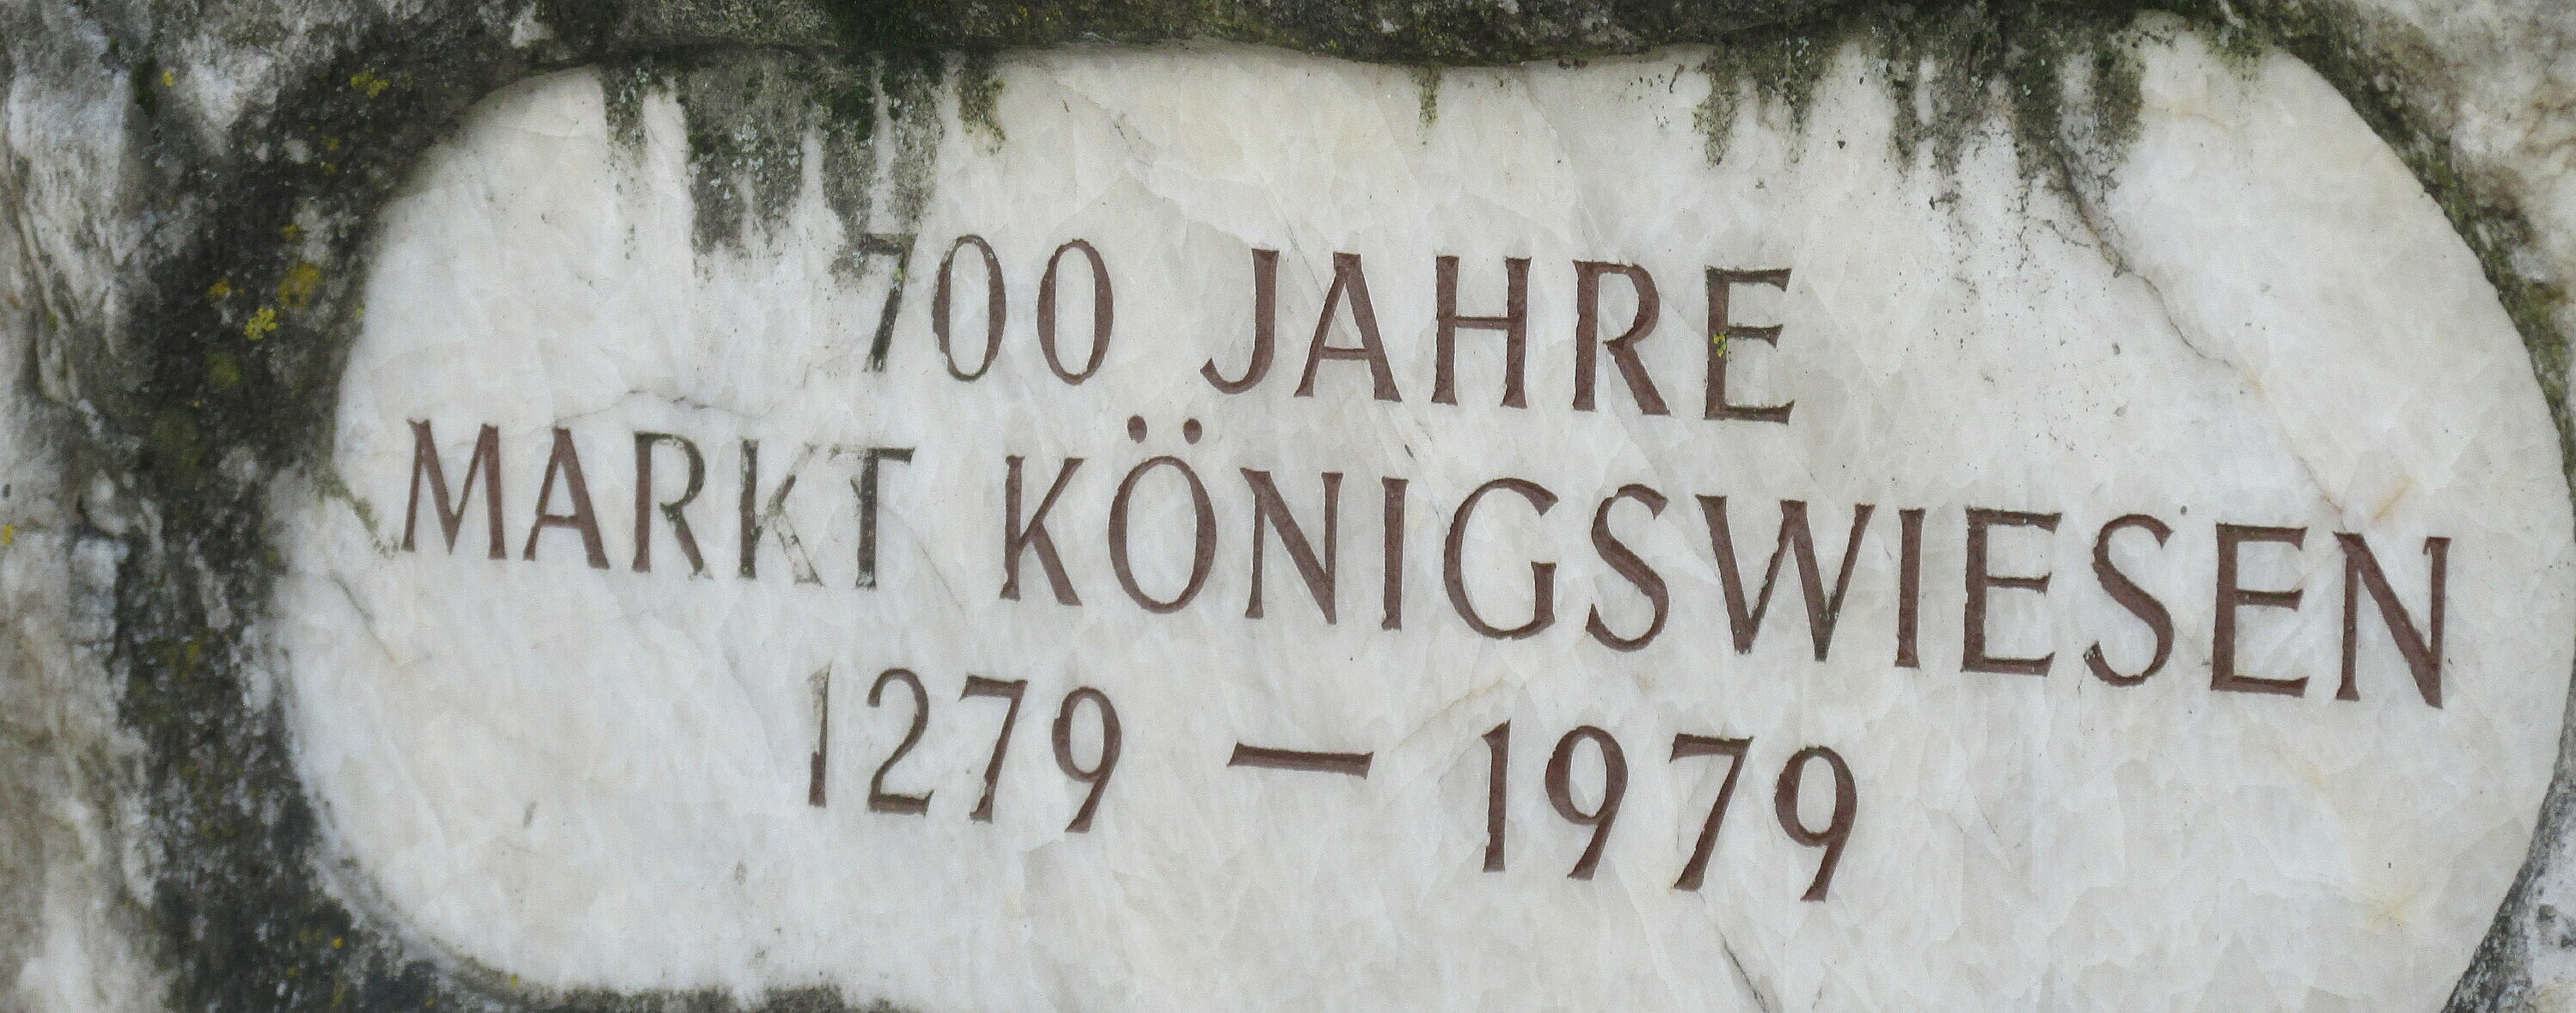 700 JAHRE
MARKT KÖNIGSWIESEN
1279 — 1979